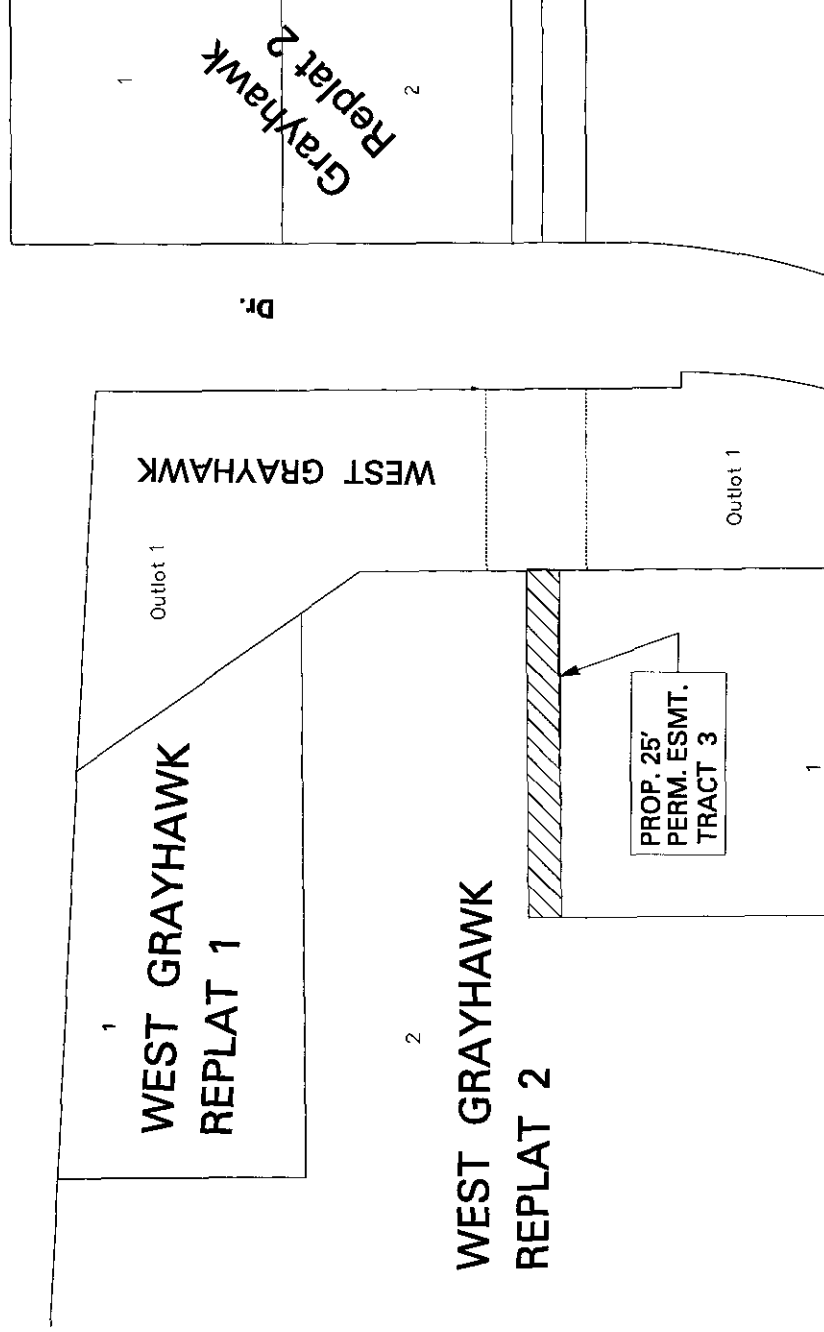 1
Grayhawk
Replat 2
2
Dr.
WEST GRAYHAWK
Outlot 1
Outlot 1
WEST GRAYHAWK
REPLAT 1
1
2
WEST GRAYHAWK
REPLAT 2
PROP. 25'
PERM. ESMT.
TRACT 3
1